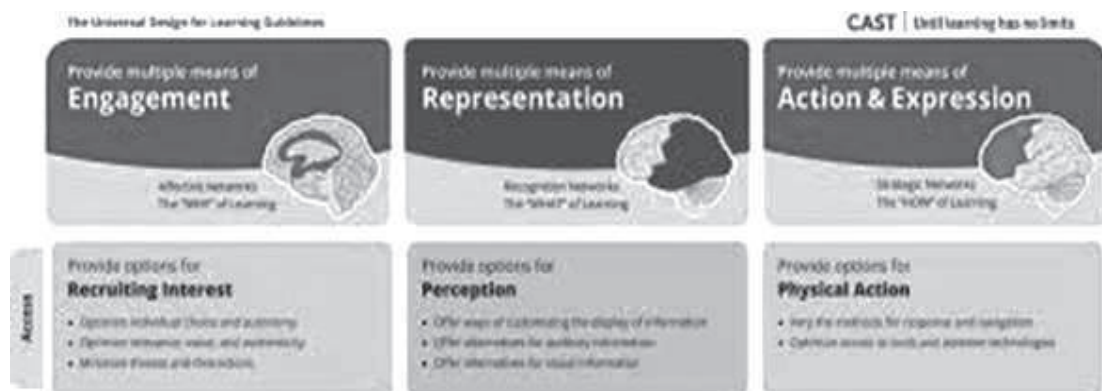 The Universal Design for Learning Guidelines
CAST | Until learning has no limits
Provide multiple means of
Engagement
Affective Networks
The "WHY" of Learning
Provide multiple means of
Representation
Recognition Networks
The "WHAT" of Learning
Provide multiple means of
Action & Expression
Strategic Networks
The "HOW" of Learning
Access
Provide options for
Recruiting Interest
• Optimize individual choice and autonomy
• Optimize relevance, value, and authenticity
• Minimize threats and distractions
Provide options for
Perception
• Offer ways of customizing the display of information
• Offer alternatives for auditory information
• Offer alternatives for visual information
Provide options for
Physical Action
• Vary the methods for response and navigation
• Optimize access to tools and assistive technologies